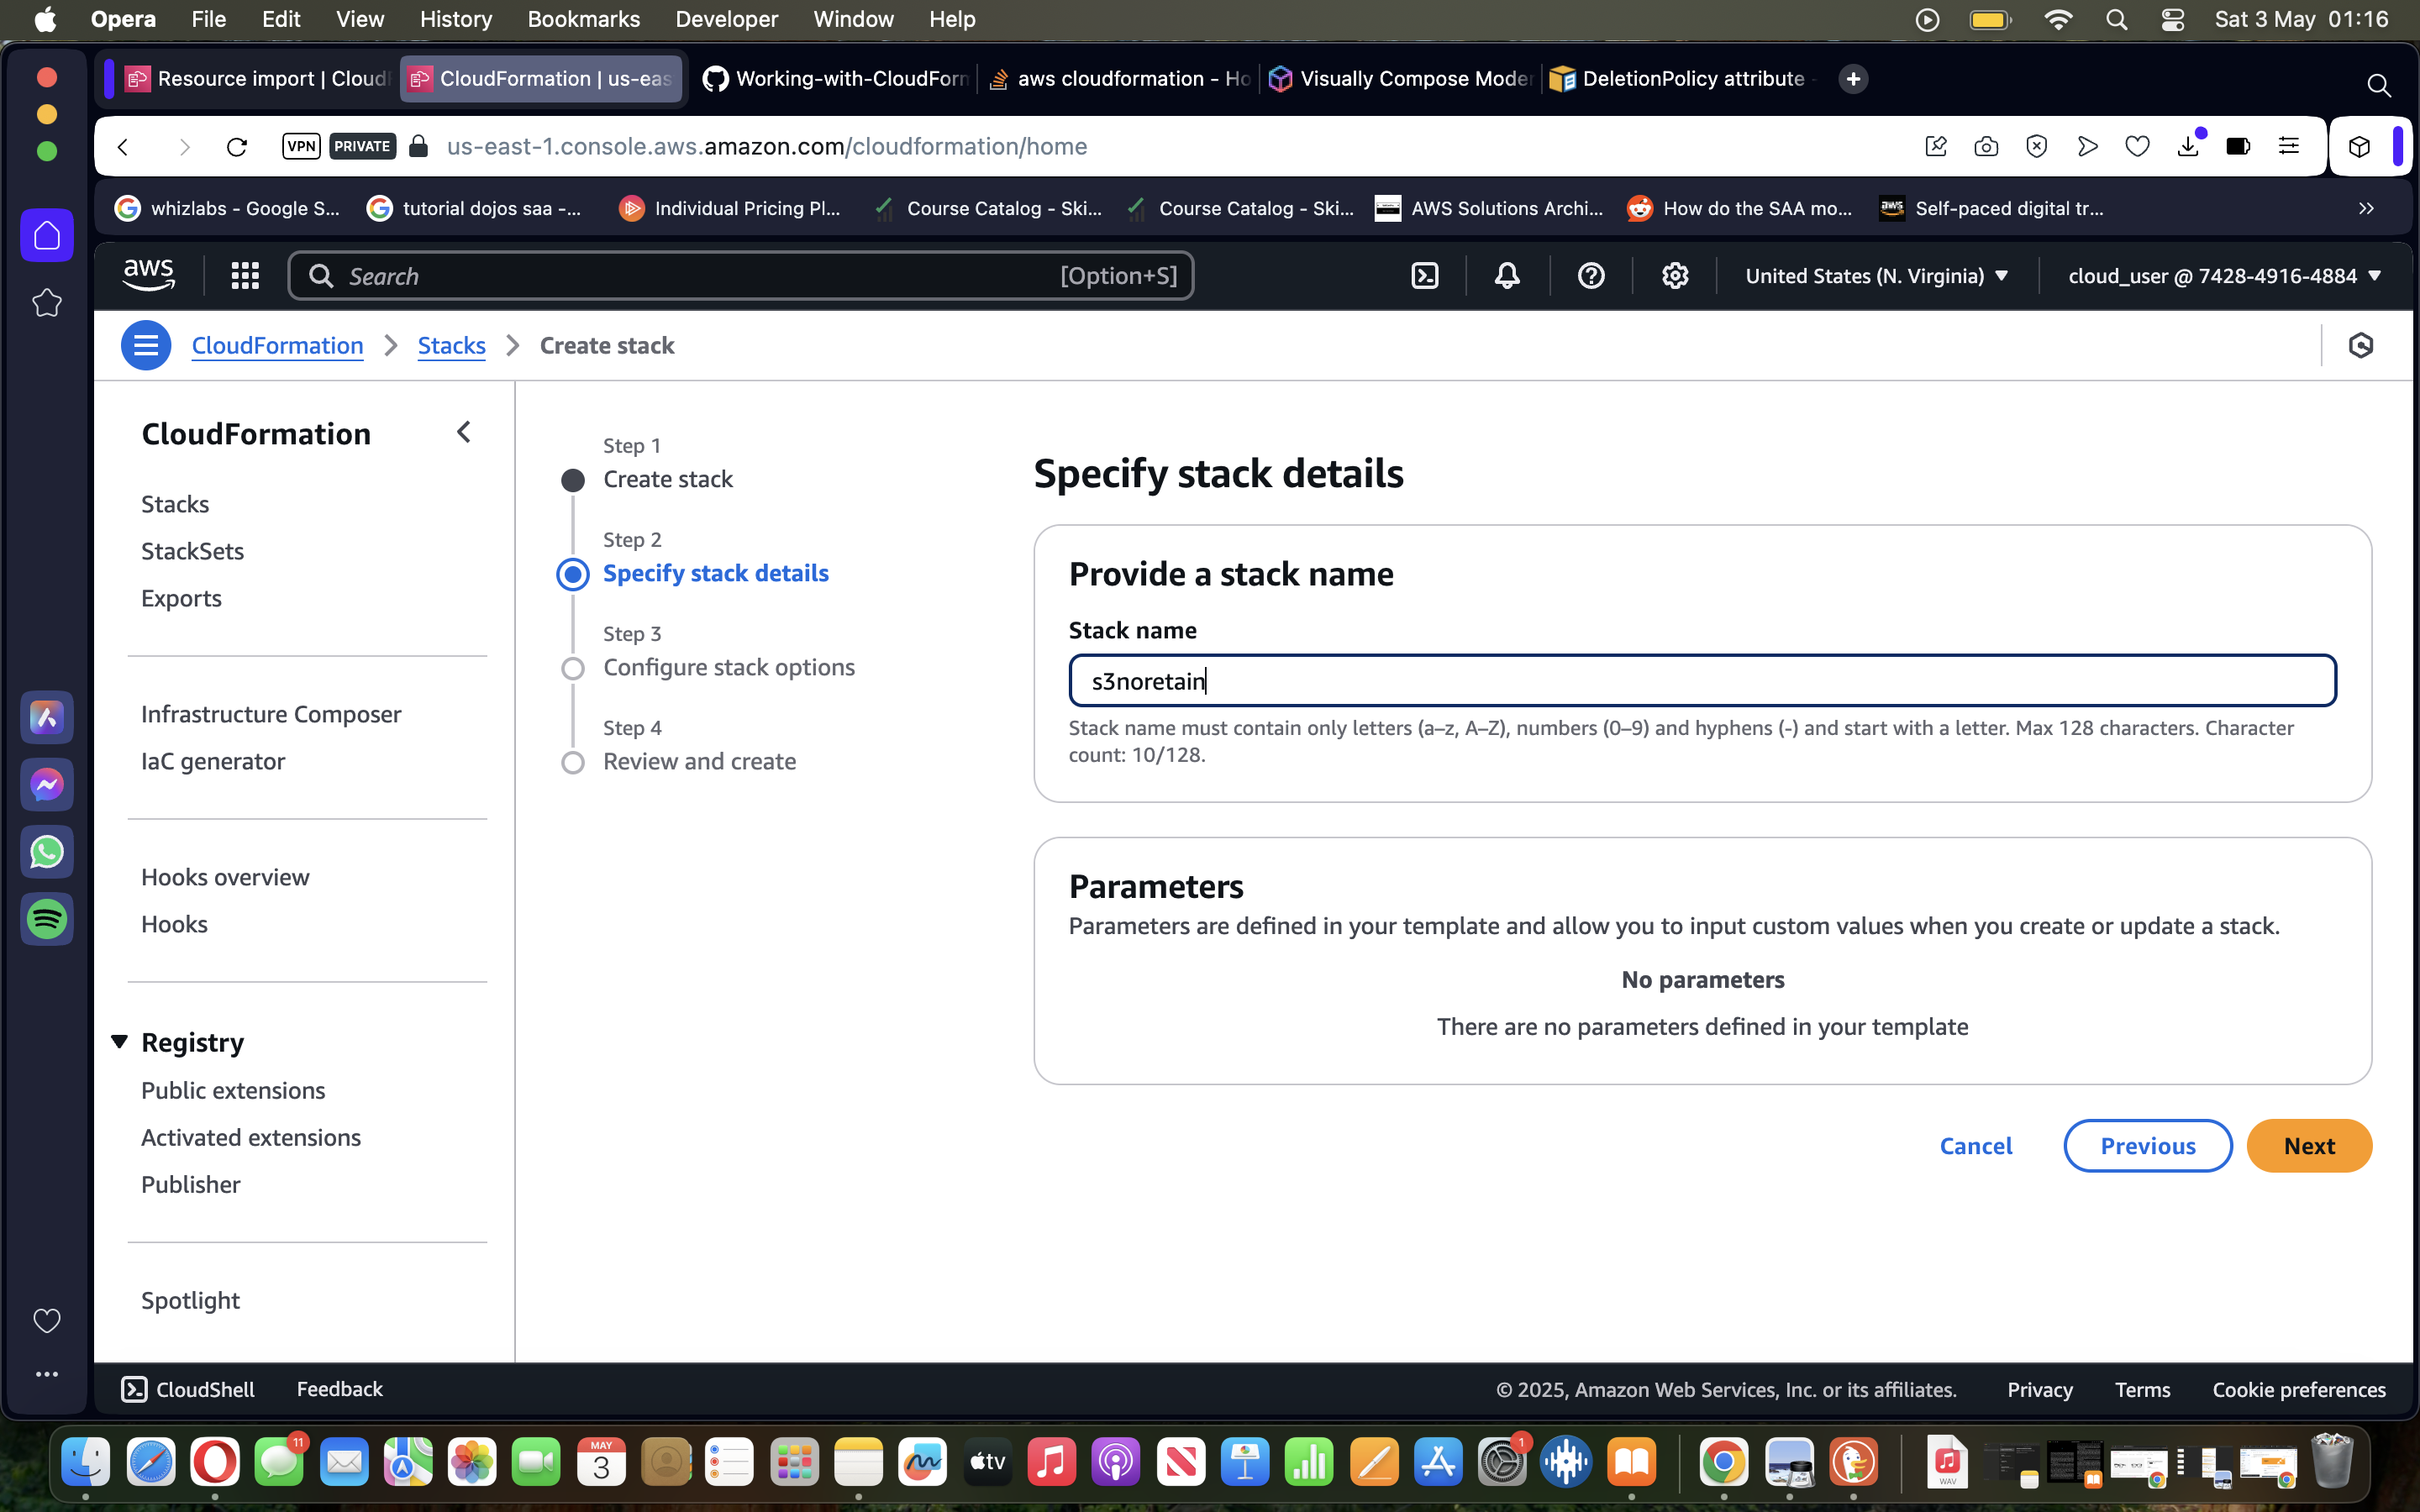 Opera File Edit View History Bookmarks Developer Window Help Sat 3 May 01:16
Resource import | Cloud CloudFormation | us-eas Working-with-CloudForm aws cloudformation - Ho Visually Compose Moder DeletionPolicy attribute -
VPN PRIVATE us-east-1.console.aws.amazon.com/cloudformation/home
whizlabs - Google S... tutorial dojos saa -... Individual Pricing Pl... Course Catalog - Ski... Course Catalog - Ski... AWS Solutions Archi... How do the SAA mo... Self-paced digital tr...
aws Search [Option+S] United States (N. Virginia) cloud_user @ 7428-4916-4884
CloudFormation Stacks Create stack
CloudFormation
Stacks
StackSets
Exports
Infrastructure Composer
IaC generator
Hooks overview
Hooks
Registry
Public extensions
Activated extensions
Publisher
Spotlight
Step 1
Create stack
Step 2
Specify stack details
Step 3
Configure stack options
Step 4
Review and create
Specify stack details
Provide a stack name
Stack name
s3noretain
Stack name must contain only letters (a–z, A–Z), numbers (0–9) and hyphens (-) and start with a letter. Max 128 characters. Character
count: 10/128.
Parameters
Parameters are defined in your template and allow you to input custom values when you create or update a stack.
No parameters
There are no parameters defined in your template
Cancel Previous Next
CloudShell Feedback © 2025, Amazon Web Services, Inc. or its affiliates. Privacy Terms Cookie preferences
11
MAY
3
tv
1
WAV